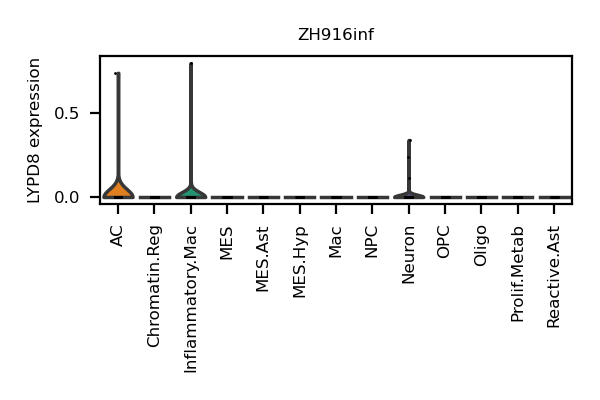 ZH916inf
LYPD8 expression
0.5
0.0
AC
Chromatin.Reg
Inflammatory.Mac
MES
MES.Ast
MES.Hyp
Mac
NPC
Neuron
OPC
Oligo
Prolif.Metab
Reactive.Ast